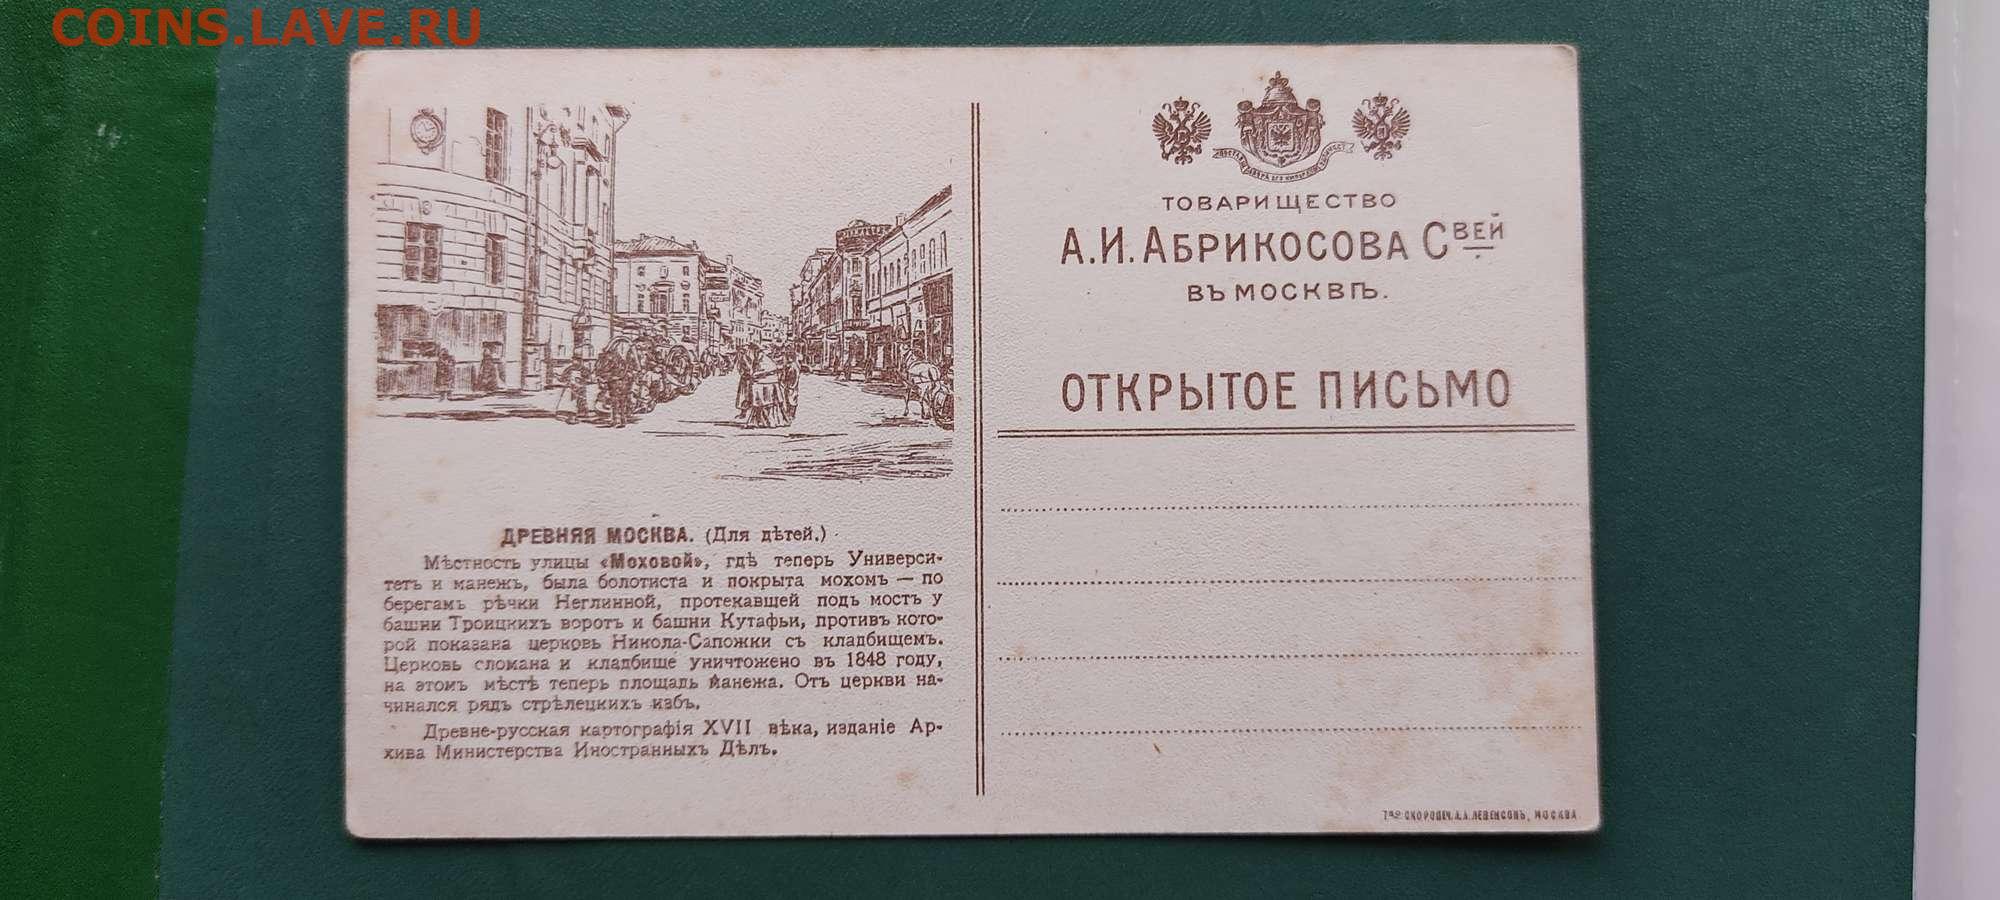 COINS.LAVE.RU
ТОВАРИЩЕСТВО
А.И.АБРИКОСОВА СВЕЙ
ВЪ МОСКВѢ.
ОТКРЫТОЕ ПИСЬМО
ДРЕВНЯЯ МОСКВА. (Для дѣтей.)
Мѣстность улицы «Моховой», гдѣ теперь Универси-
тетъ и манежъ, была болотиста и покрыта мохомъ — по
берегамъ рѣчки Неглинной, протекавшей подъ мостъ у
башни Троицкихъ воротъ и башни Кутафьи, противъ кото-
рой показана церковь Никола-Сапожки съ кладбищемъ.
Церковь сломана и кладбище уничтожено въ 1848 году,
на этомъ мѣстѣ теперь площадь Манежа. Отъ церкви на-
чинался рядъ стрѣлецкихъ избъ.
Древне-русская картографія XVII вѣка, изданіе Ар-
хива Министерства Иностранныхъ Дѣлъ.
Т-во СКОРОПЕЧ. А.А.ЛЕВЕНСОНЪ, МОСКВА